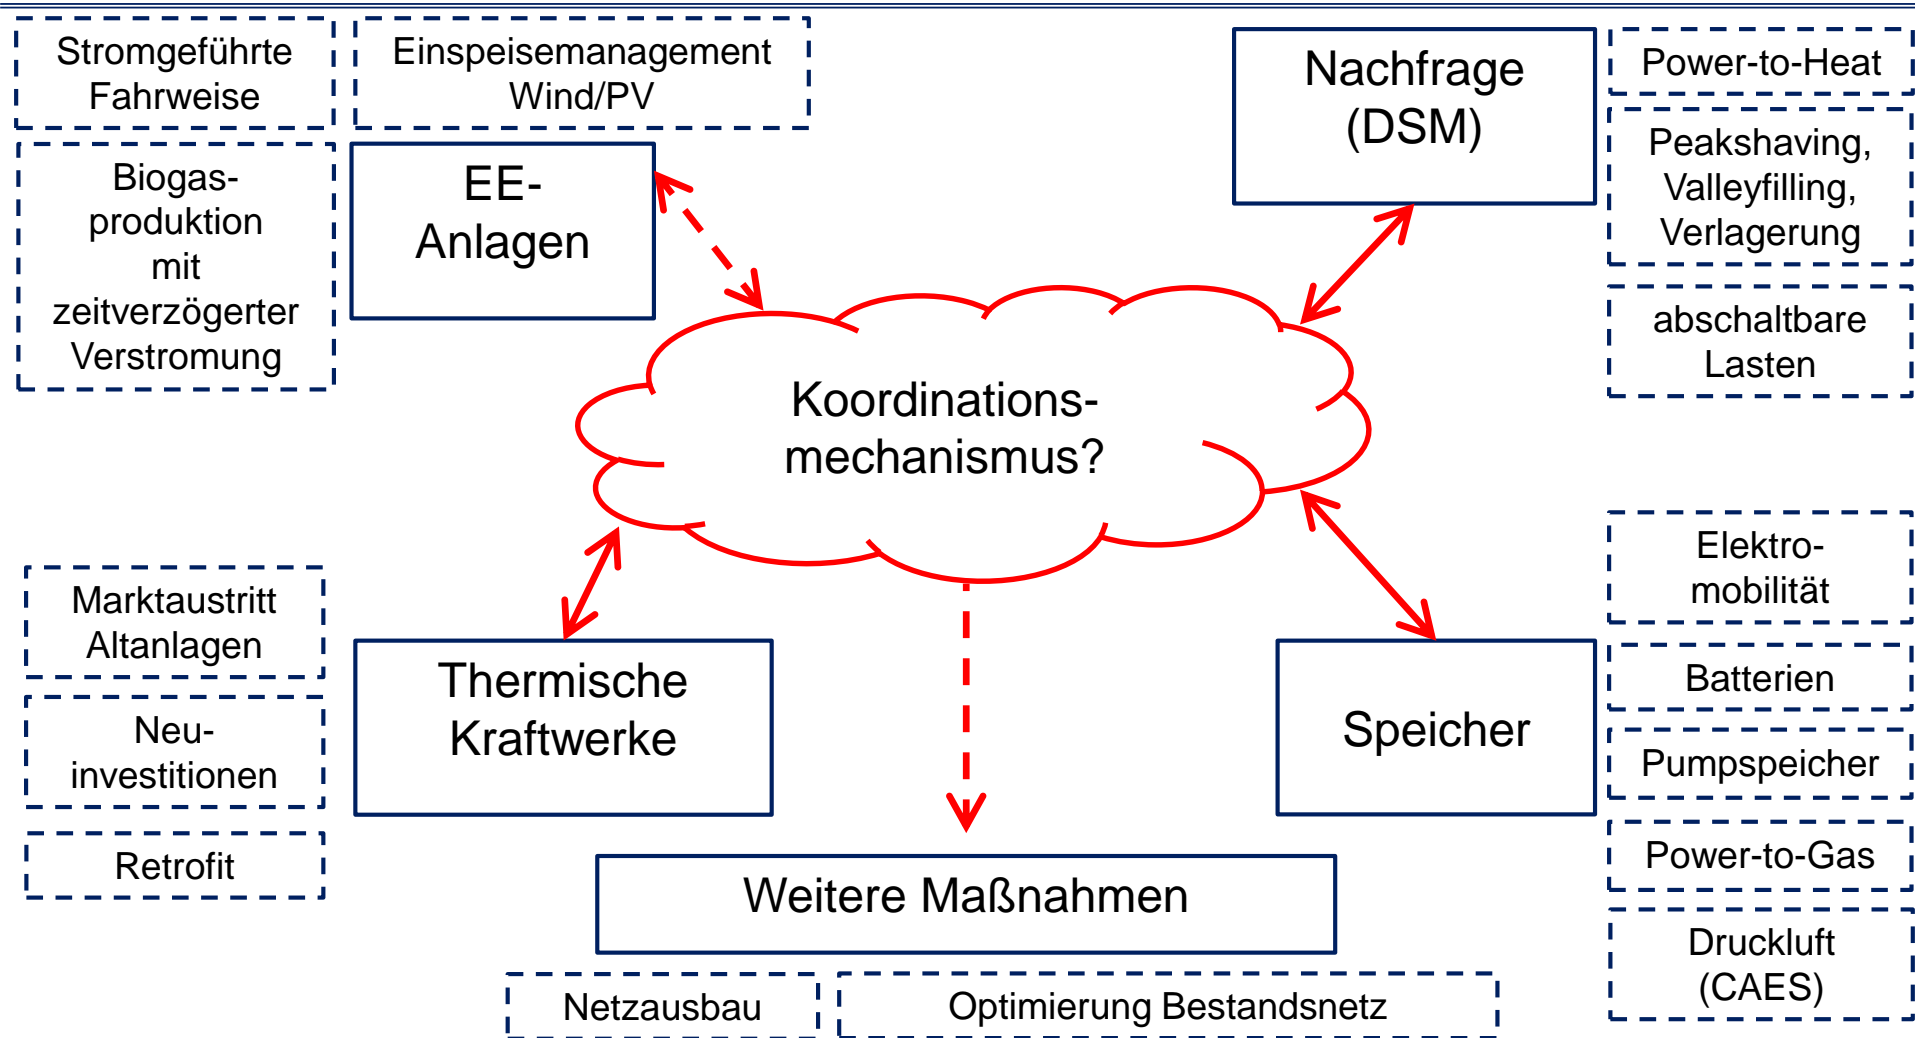 Stromgeführte
Fahrweise
Einspeisemanagement
Wind/PV
Biogas-
produktion
mit
zeitverzögerter
Verstromung
EE-
Anlagen
Nachfrage
(DSM)
Power-to-Heat
Peakshaving,
Valleyfilling,
Verlagerung
abschaltbare
Lasten
Koordinations-
mechanismus?
Marktaustritt
Altanlagen
Neu-
investitionen
Retrofit
Thermische
Kraftwerke
Speicher
Elektro-
mobilität
Batterien
Pumpspeicher
Power-to-Gas
Druckluft
(CAES)
Weitere Maßnahmen
Netzausbau
Optimierung Bestandsnetz